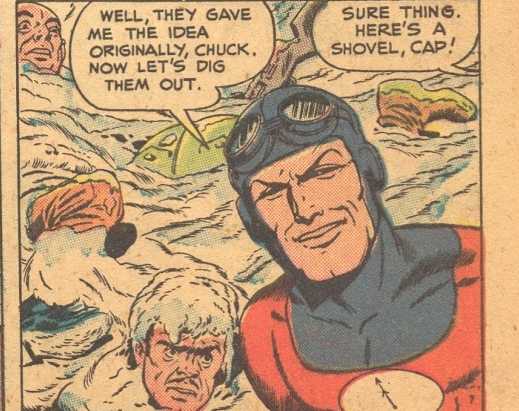 WELL, THEY GAVE
ME THE IDEA
ORIGINALLY, CHUCK.
NOW LET'S DIG
THEM OUT.
SURE THING.
HERE'S A
SHOVEL, CAP!